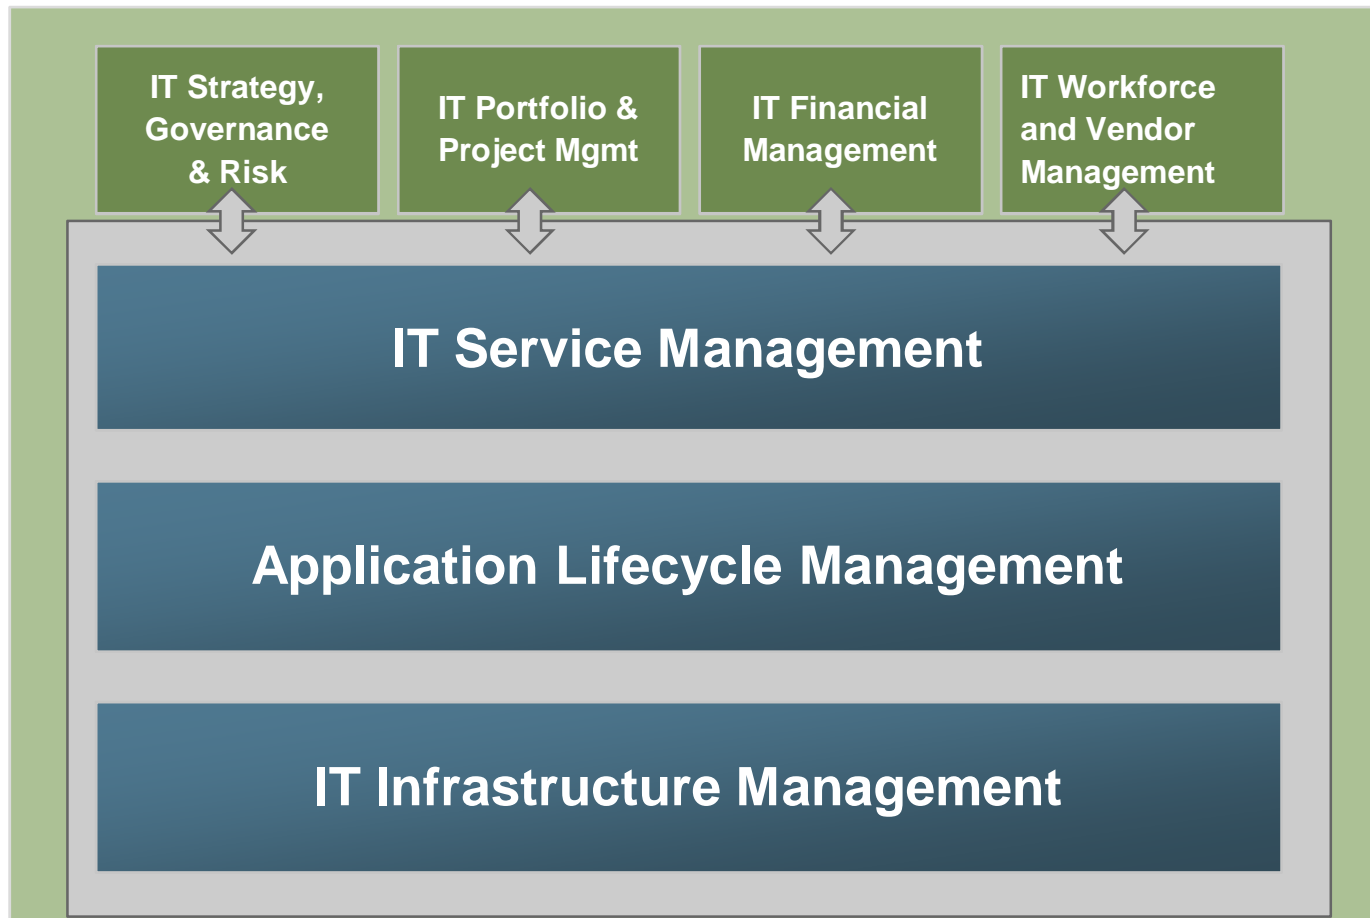 IT Strategy,
Governance
& Risk
IT Portfolio &
Project Mgmt
IT Financial
Management
IT Workforce
and Vendor
Management
IT Service Management
Application Lifecycle Management
IT Infrastructure Management